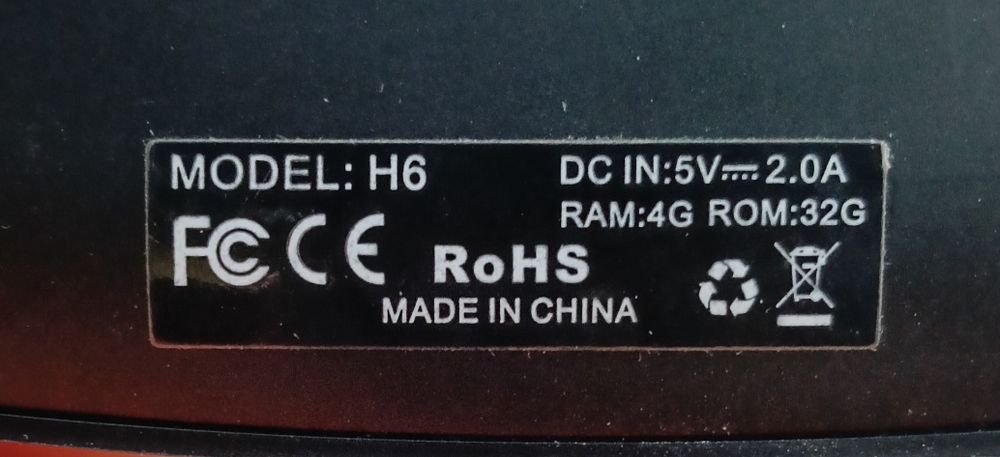 MODEL: H6
DC IN:5V⎓2.0A
RAM:4G ROM:32G
FC CE RoHS
MADE IN CHINA